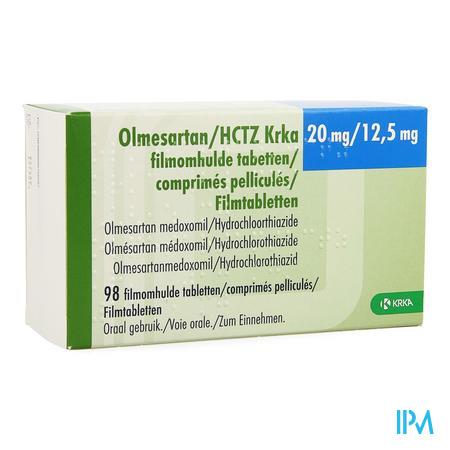 Olmesartan/HCTZ Krka 20 mg/12,5 mg
filmomhulde tabetten/
comprimés pelliculés/
Filmtabletten
Olmesartan medoxomil/Hydrochloorthiazide
Olmésartan médoxomil/Hydrochlorothiazide
Olmesartanmedoxomil/Hydrochlorothiazid
98 filmomhulde tabletten/comprimés pelliculés/
Filmtabletten
Oraal gebruik./Voie orale./Zum Einnehmen.
KRKA
IPM